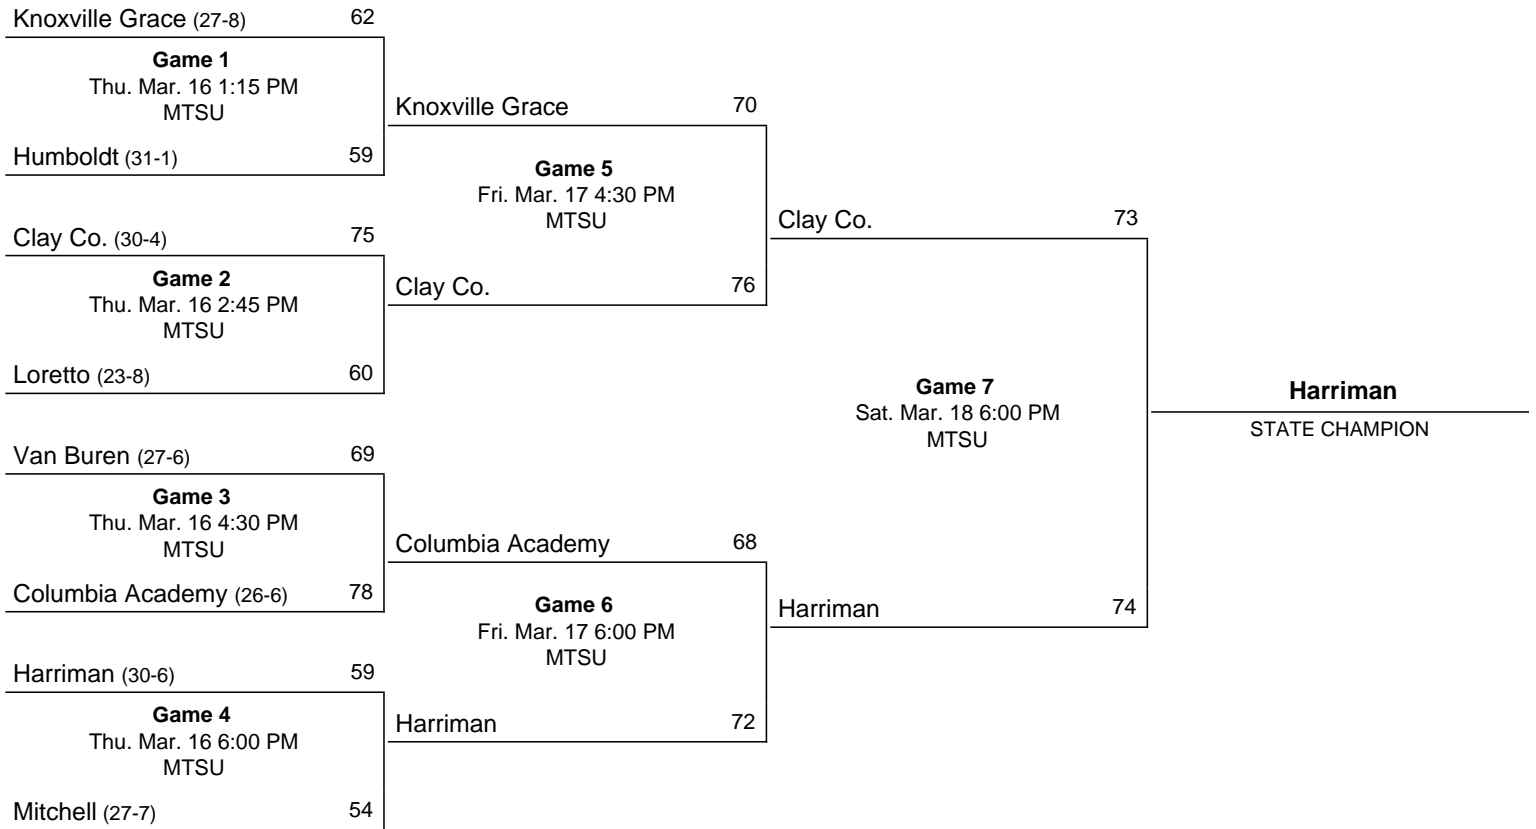 Knoxville Grace (27-8) 62
Game 1
Thu. Mar. 16 1:15 PM
MTSU
Humboldt (31-1) 59
Clay Co. (30-4) 75
Game 2
Thu. Mar. 16 2:45 PM
MTSU
Loretto (23-8) 60
Van Buren (27-6) 69
Game 3
Thu. Mar. 16 4:30 PM
MTSU
Columbia Academy (26-6) 78
Harriman (30-6) 59
Game 4
Thu. Mar. 16 6:00 PM
MTSU
Mitchell (27-7) 54
Knoxville Grace 70
Game 5
Fri. Mar. 17 4:30 PM
MTSU
Clay Co. 76
Columbia Academy 68
Game 6
Fri. Mar. 17 6:00 PM
MTSU
Harriman 72
Clay Co. 73
Game 7
Sat. Mar. 18 6:00 PM
MTSU
Harriman 74
Harriman
STATE CHAMPION